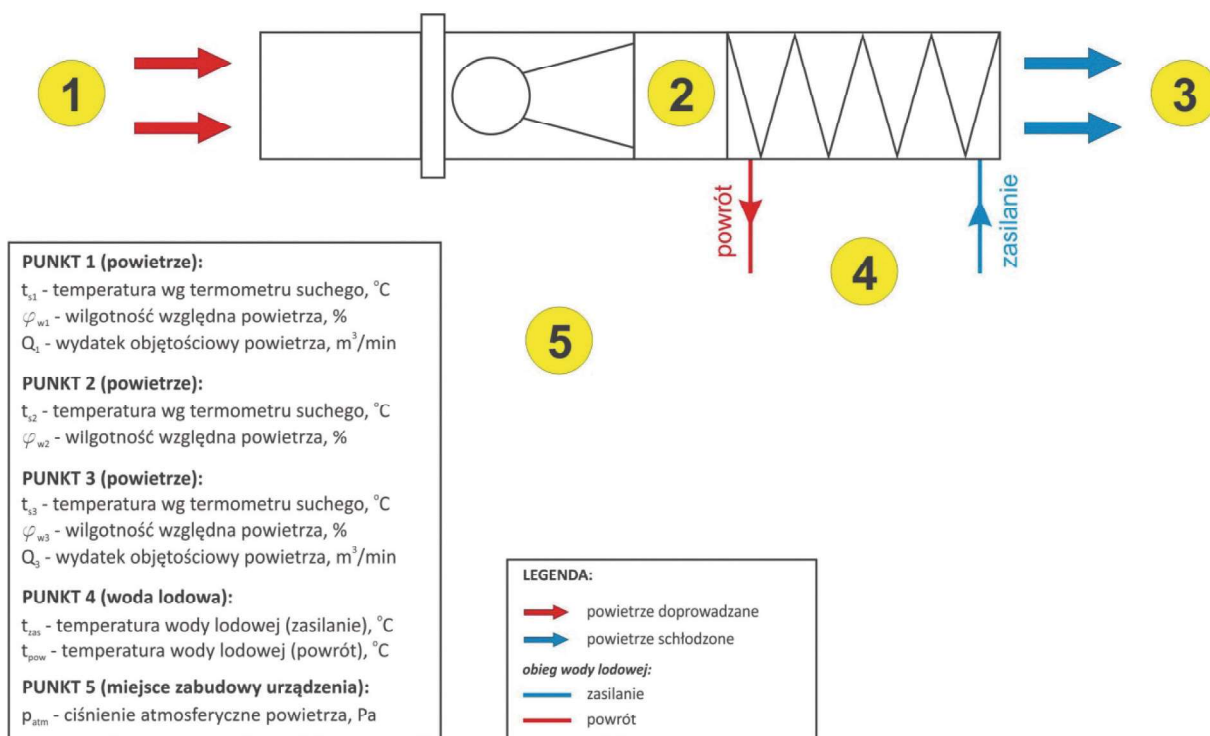 1
2
3
powrót
zasilanie
4
5
PUNKT 1 (powietrze):
tₛ₁ - temperatura wg termometru suchego, °C
φw1 - wilgotność względna powietrza, %
Q₁ - wydatek objętościowy powietrza, m³/min
PUNKT 2 (powietrze):
tₛ₂ - temperatura wg termometru suchego, °C
φw2 - wilgotność względna powietrza, %
PUNKT 3 (powietrze):
tₛ₃ - temperatura wg termometru suchego, °C
φw3 - wilgotność względna powietrza, %
Q₃ - wydatek objętościowy powietrza, m³/min
PUNKT 4 (woda lodowa):
tzas - temperatura wody lodowej (zasilanie), °C
tpow - temperatura wody lodowej (powrót), °C
PUNKT 5 (miejsce zabudowy urządzenia):
patm - ciśnienie atmosferyczne powietrza, Pa
LEGENDA:
powietrze doprowadzane
powietrze schłodzone
obieg wody lodowej:
zasilanie
powrót